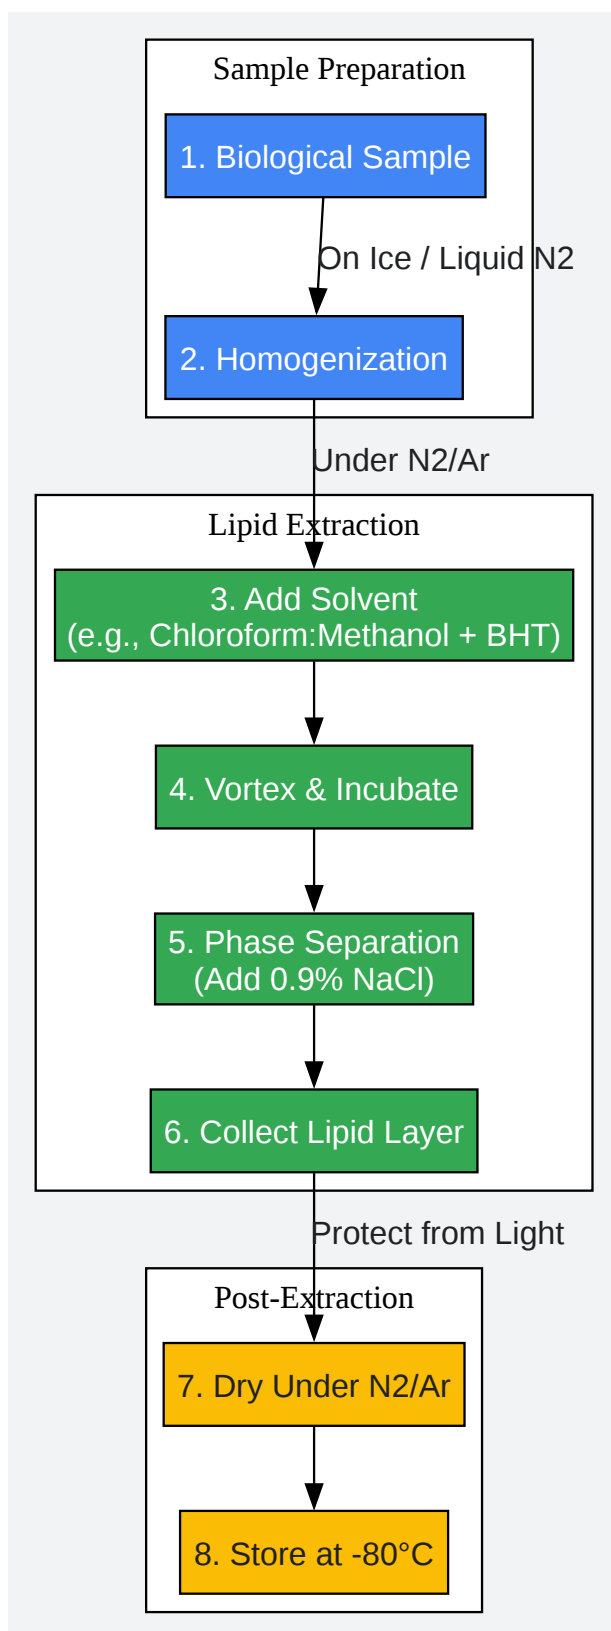 Sample Preparation
1. Biological Sample
On Ice / Liquid N2
2. Homogenization
Under N2/Ar
Lipid Extraction
3. Add Solvent
(e.g., Chloroform:Methanol + BHT)
4. Vortex & Incubate
5. Phase Separation
(Add 0.9% NaCl)
6. Collect Lipid Layer
Protect from Light
Post-Extraction
7. Dry Under N2/Ar
8. Store at -80°C